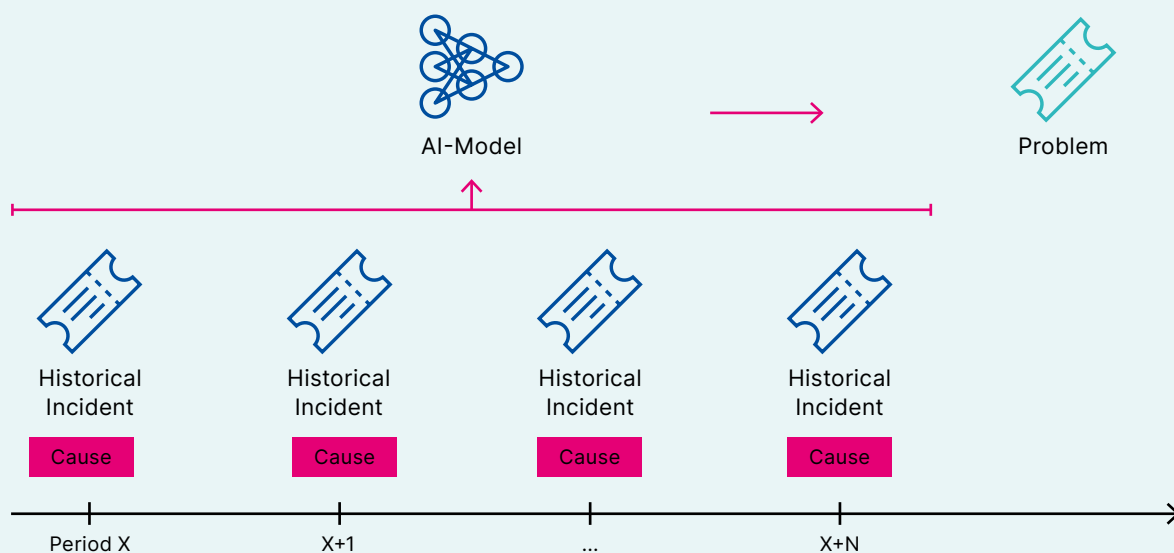 AI-Model
Problem
Historical
Incident
Historical
Incident
Historical
Incident
Historical
Incident
Cause
Cause
Cause
Cause
Period X
X+1
...
X+N